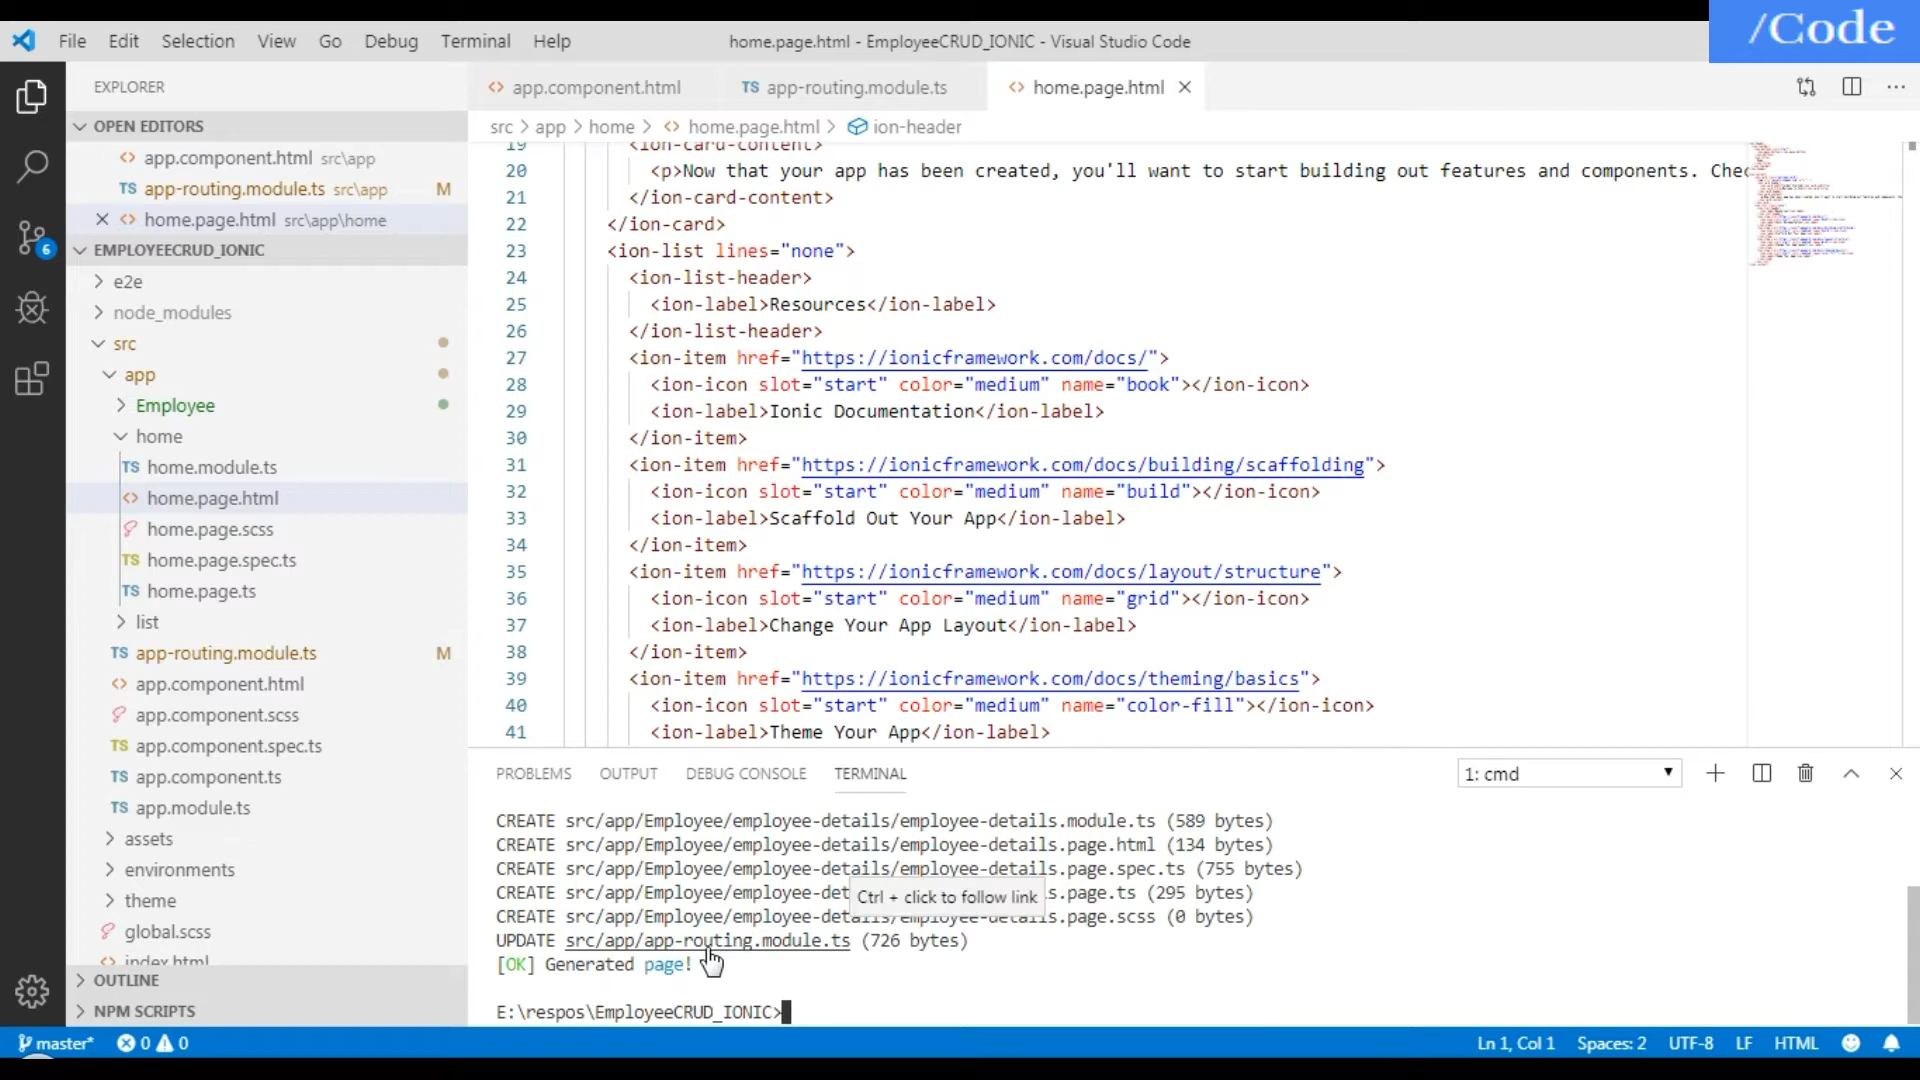 /Code
File Edit Selection View Go Debug Terminal Help
home.page.html - EmployeeCRUD_IONIC - Visual Studio Code
EXPLORER
OPEN EDITORS
app.component.html src\app
TS app-routing.module.ts src\app M
home.page.html src\app\home
6
EMPLOYEECRUD_IONIC
e2e
node_modules
src
app
Employee
home
TS home.module.ts
<> home.page.html
home.page.scss
TS home.page.spec.ts
TS home.page.ts
list
TS app-routing.module.ts M
<> app.component.html
app.component.scss
TS app.component.spec.ts
TS app.component.ts
TS app.module.ts
assets
environments
theme
global.scss
index.html
OUTLINE
NPM SCRIPTS
<> app.component.html
TS app-routing.module.ts
<> home.page.html
src > app > home > <> home.page.html > ion-header
19 <ion-card-content>
20 <p>Now that your app has been created, you'll want to start building out features and components. Chec
21 </ion-card-content>
22 </ion-card>
23 <ion-list lines="none">
24 <ion-list-header>
25 <ion-label>Resources</ion-label>
26 </ion-list-header>
27 <ion-item href="https://ionicframework.com/docs/">
28 <ion-icon slot="start" color="medium" name="book"></ion-icon>
29 <ion-label>Ionic Documentation</ion-label>
30 </ion-item>
31 <ion-item href="https://ionicframework.com/docs/building/scaffolding">
32 <ion-icon slot="start" color="medium" name="build"></ion-icon>
33 <ion-label>Scaffold Out Your App</ion-label>
34 </ion-item>
35 <ion-item href="https://ionicframework.com/docs/layout/structure">
36 <ion-icon slot="start" color="medium" name="grid"></ion-icon>
37 <ion-label>Change Your App Layout</ion-label>
38 </ion-item>
39 <ion-item href="https://ionicframework.com/docs/theming/basics">
40 <ion-icon slot="start" color="medium" name="color-fill"></ion-icon>
41 <ion-label>Theme Your App</ion-label>
PROBLEMS OUTPUT DEBUG CONSOLE TERMINAL
1: cmd
CREATE src/app/Employee/employee-details/employee-details.module.ts (589 bytes)
CREATE src/app/Employee/employee-details/employee-details.page.html (134 bytes)
CREATE src/app/Employee/employee-details/employee-details.page.spec.ts (755 bytes)
CREATE src/app/Employee/employee-det s.page.ts (295 bytes)
Ctrl + click to follow link
CREATE src/app/Employee/employee-details/employee-details.page.scss (0 bytes)
UPDATE src/app/app-routing.module.ts (726 bytes)
[OK] Generated page!
E:\respos\EmployeeCRUD_IONIC>
master* 0 0
Ln 1, Col 1 Spaces: 2 UTF-8 LF HTML